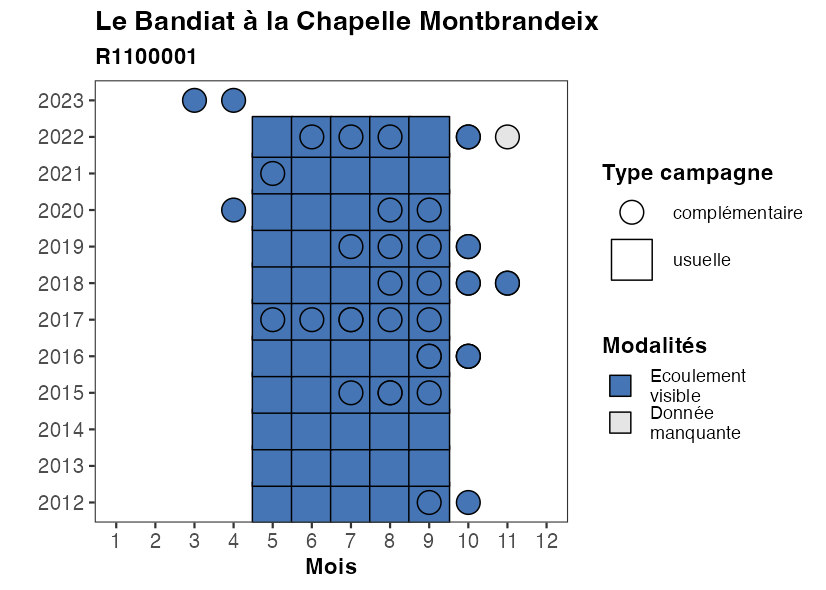 Le Bandiat à la Chapelle Montbrandeix
R1100001
2023
2022
2021
2020
2019
2018
2017
2016
2015
2014
2013
2012
1 2 3 4 5 6 7 8 9 10 11 12
Mois
Type campagne
complémentaire
usuelle
Modalités
Ecoulement
visible
Donnée
manquante